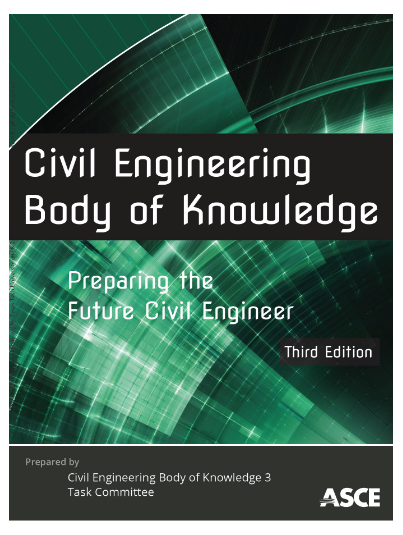 Civil Engineering
Body of Knowledge
Preparing the
Future Civil Engineer
Third Edition
Prepared by
Civil Engineering Body of Knowledge 3
Task Committee
ASCE